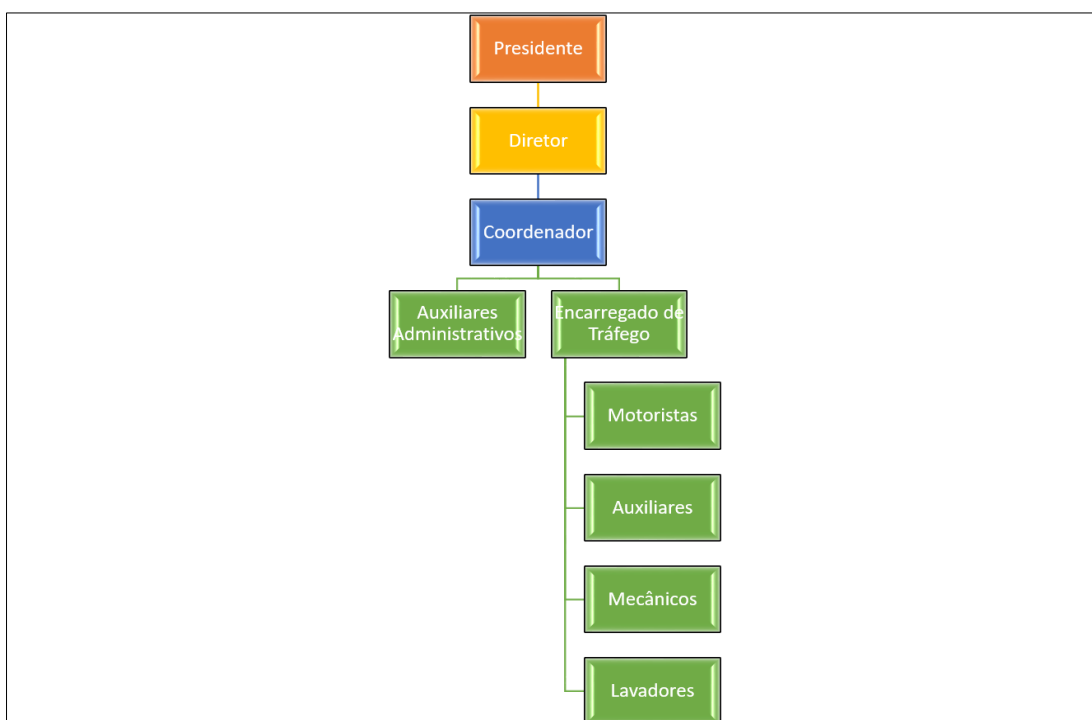 Presidente
Diretor
Coordenador
Auxiliares
Administrativos
Encarregado de
Tráfego
Motoristas
Auxiliares
Mecânicos
Lavadores